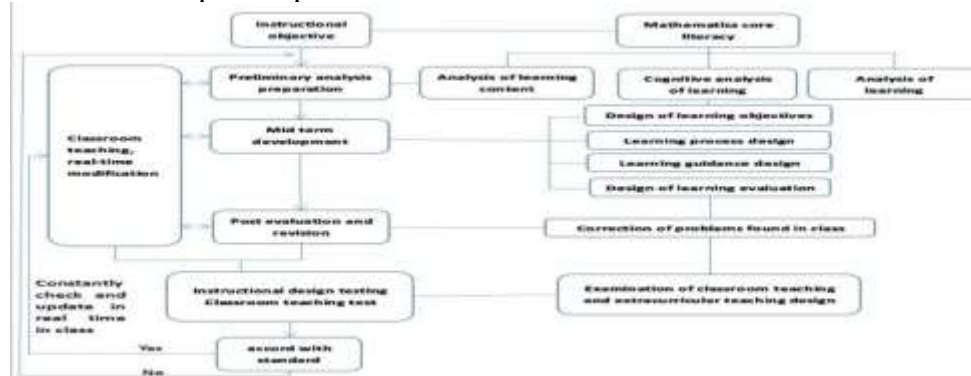 Instructional
objective
Mathematics core
literacy
Preliminary analysis
preparation
Analysis of learning
content
Cognitive analysis
of learning
Analysis of
learning
Classroom
teaching,
real-time
modification
Mid term
development
Design of learning objectives
Learning process design
Learning guidance design
Design of learning evaluation
Post evaluation and
revision
Correction of problems found in class
Constantly
check and
update in
real time
in class
Instructional design testing
Classroom teaching test
Examination of classroom teaching
and extracurricular teaching design
Yes
accord with
standard
No